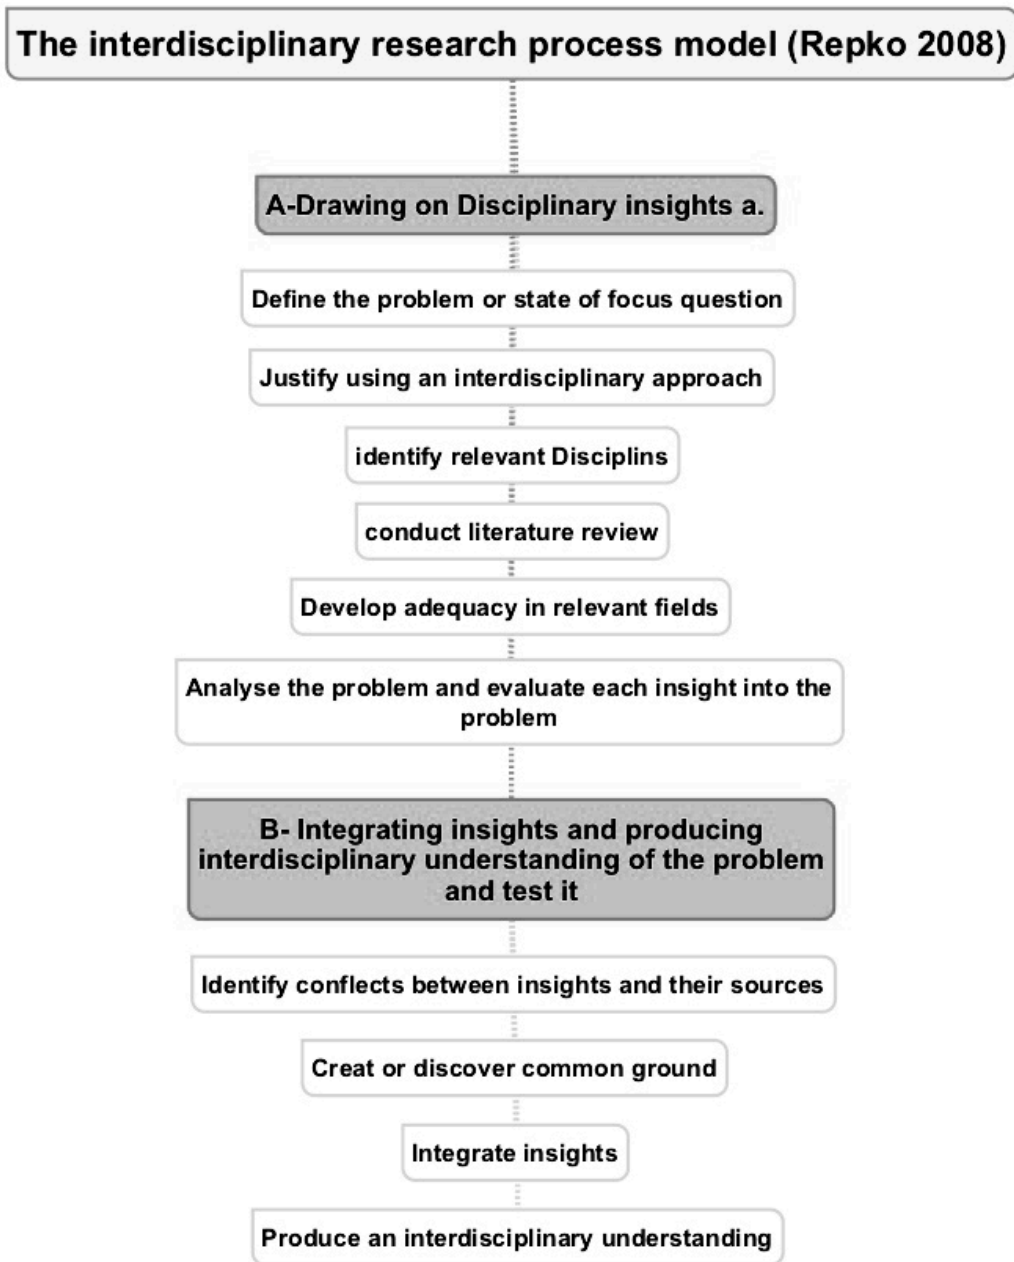 The interdisciplinary research process model (Repko 2008)
A-Drawing on Disciplinary insights a.
Define the problem or state of focus question
Justify using an interdisciplinary approach
identify relevant Disciplins
conduct literature review
Develop adequacy in relevant fields
Analyse the problem and evaluate each insight into the
problem
B- Integrating insights and producing
interdisciplinary understanding of the problem
and test it
Identify conflects between insights and their sources
Creat or discover common ground
Integrate insights
Produce an interdisciplinary understanding